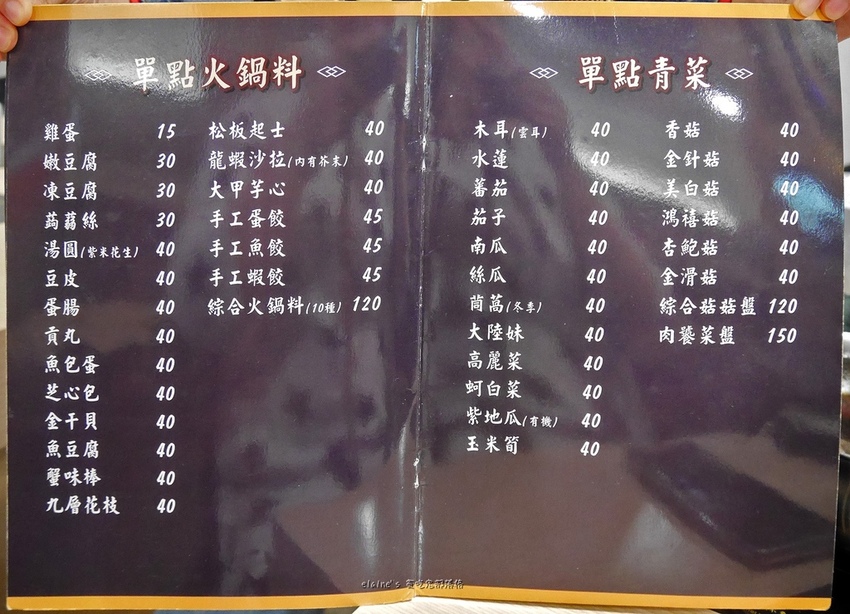 單點火鍋料
雞蛋 15
嫩豆腐 30
凍豆腐 30
蒟蒻絲 30
湯圓(紫米花生) 40
豆皮 40
蛋腸 40
貢丸 40
魚包蛋 40
芝心包 40
金干貝 40
魚豆腐 40
蟹味棒 40
九層花枝 40
松板起士 40
龍蝦沙拉(內有芥末) 40
大甲芋心 40
手工蛋餃 45
手工魚餃 45
手工蝦餃 45
綜合火鍋料(10種) 120
單點青菜
木耳(雲耳) 40
水蓮 40
蕃茄 40
茄子 40
南瓜 40
絲瓜 40
茼蒿(冬季) 40
大陸妹 40
高麗菜 40
蚵白菜 40
紫地瓜(有機) 40
玉米筍 40
香菇 40
金針菇 40
美白菇 40
鴻禧菇 40
杏鮑菇 40
金滑菇 40
綜合菇菇盤 120
肉饕菜盤 150
elaine's